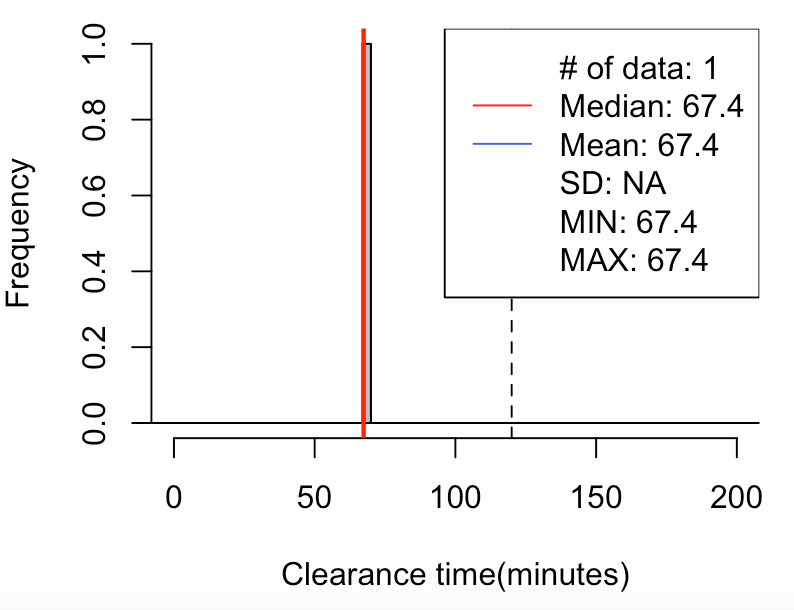 # of data: 1
Median: 67.4
Mean: 67.4
SD: NA
MIN: 67.4
MAX: 67.4
Frequency
1.0
0.8
0.6
0.4
0.2
0.0
0 50 100 150 200
Clearance time(minutes)